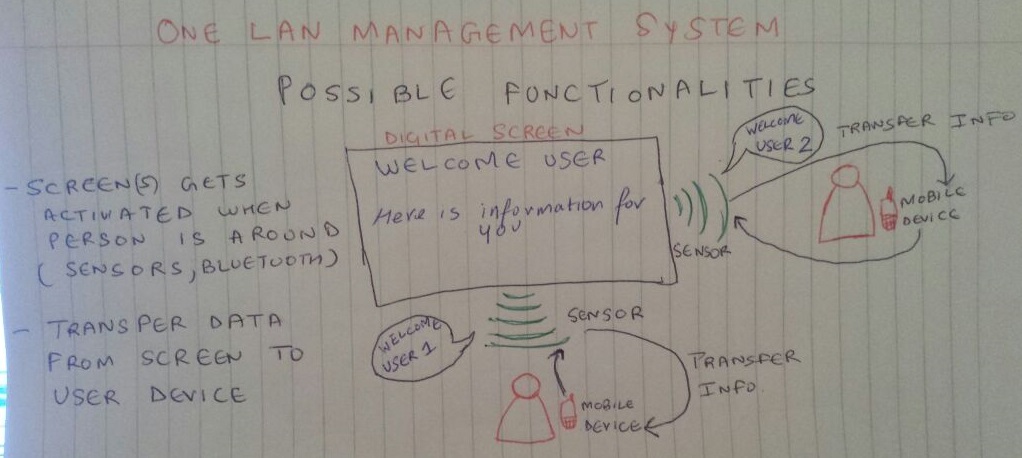 ONE LAN MANAGEMENT SYSTEM
POSSIBLE FUNCTIONALITIES
DIGITAL SCREEN
WELCOME USER
Here is information for
you
- SCREEN(S) GETS
ACTIVATED WHEN
PERSON IS AROUND
(SENSORS, BLUETOOTH)
- TRANSFER DATA
FROM SCREEN TO
USER DEVICE
WELCOME
USER 2
TRANSFER INFO
MOBILE
DEVICE
SENSOR
SENSOR
WELCOME
USER 1
TRANSFER
INFO.
MOBILE
DEVICE